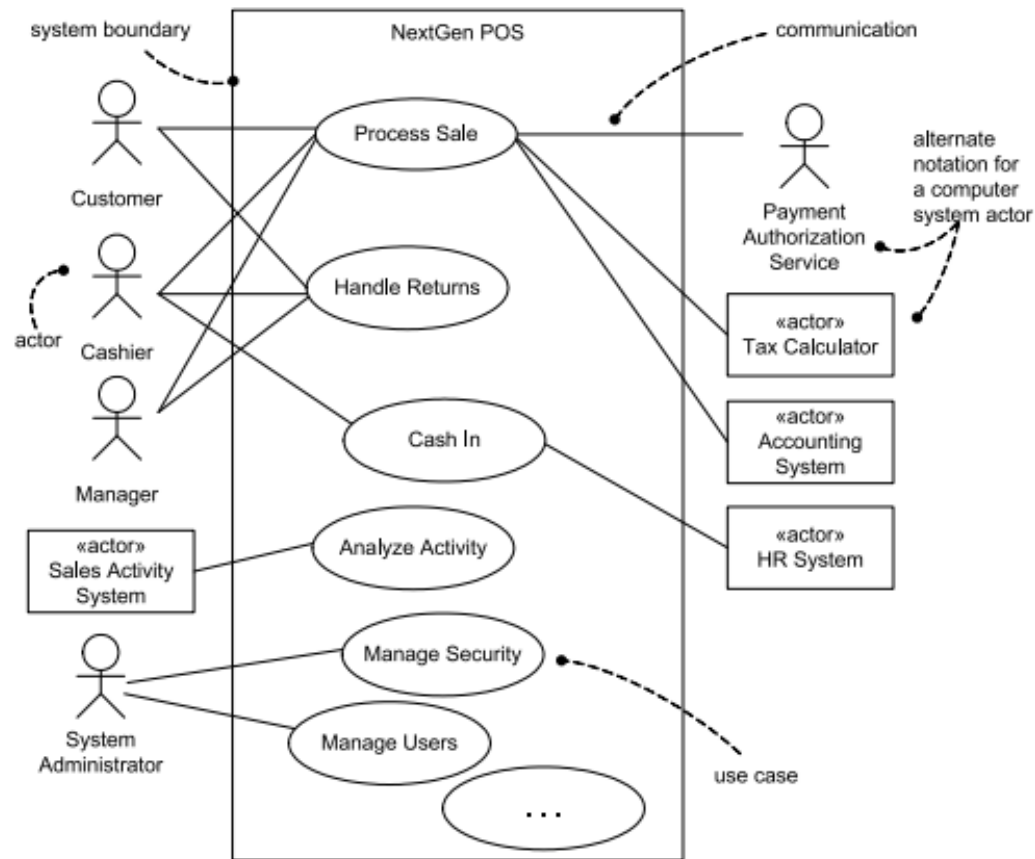 system boundary
NextGen POS
communication
Process Sale
Customer
alternate
notation for
a computer
system actor
Payment
Authorization
Service
Handle Returns
actor
Cashier
«actor»
Tax Calculator
Cash In
«actor»
Accounting
System
Manager
«actor»
Sales Activity
System
Analyze Activity
«actor»
HR System
Manage Security
System
Administrator
Manage Users
use case
...